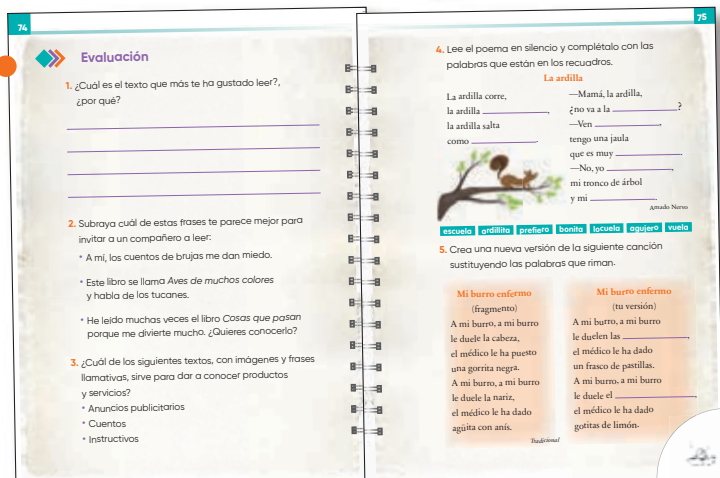 74
Evaluación
1. ¿Cuál es el texto que más te ha gustado leer?,
¿por qué?
2. Subraya cuál de estas frases te parece mejor para
invitar a un compañero a leer:
• A mí, los cuentos de brujas me dan miedo.
• Este libro se llama Aves de muchos colores
y habla de los tucanes.
• He leído muchas veces el libro Cosas que pasan
porque me divierte mucho. ¿Quieres conocerlo?
3. ¿Cuál de los siguientes textos, con imágenes y frases
llamativas, sirve para dar a conocer productos
y servicios?
• Anuncios publicitarios
• Cuentos
• Instructivos
75
4. Lee el poema en silencio y complétalo con las
palabras que están en los recuadros.
La ardilla
La ardilla corre,
la ardilla ,
la ardilla salta
como .
—Mamá, la ardilla,
¿no va a la ?
—Ven ,
tengo una jaula
que es muy .
—No, yo ,
mi tronco de árbol
y mi .
Amado Nervo
escuela ardillita prefiero bonita locuela agujero vuela
5. Crea una nueva versión de la siguiente canción
sustituyendo las palabras que riman.
Mi burro enfermo
(fragmento)
A mi burro, a mi burro
le duele la cabeza,
el médico le ha puesto
una gorrita negra.
A mi burro, a mi burro
le duele la nariz,
el médico le ha dado
agüita con anís.
Tradicional
Mi burro enfermo
(tu versión)
A mi burro, a mi burro
le duelen las ,
el médico le ha dado
un frasco de pastillas.
A mi burro, a mi burro
le duele el ,
el médico le ha dado
gotitas de limón.